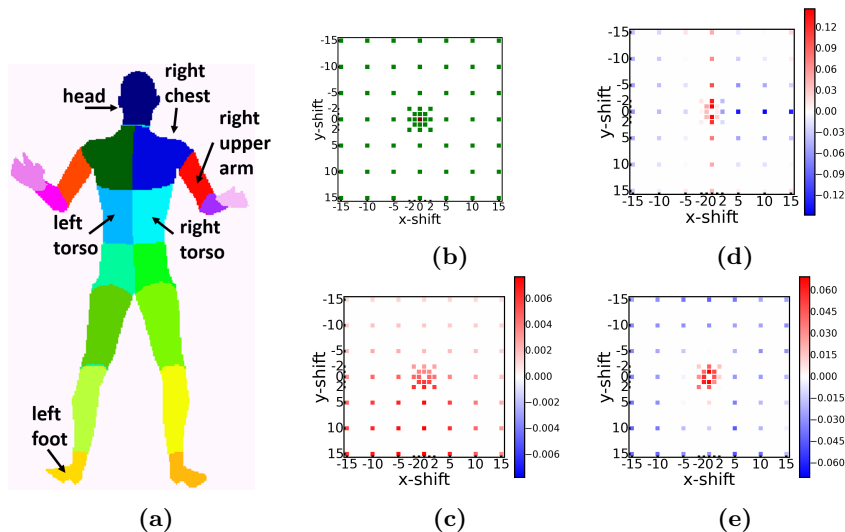 head
right
chest
right
upper
arm
left
torso
right
torso
left
foot
(a)
y-shift
-15
-10
-5
-2
0
2
5
10
15
-15 -10 -5 -2 0 2 5 10 15
x-shift
(b)
y-shift
-15
-10
-5
-2
0
2
5
10
15
-15 -10 -5 -2 0 2 5 10 15
x-shift
0.12
0.09
0.06
0.03
0.00
−0.03
−0.06
−0.09
−0.12
(d)
y-shift
-15
-10
-5
-2
0
2
5
10
15
-15 -10 -5 -2 0 2 5 10 15
x-shift
0.006
0.004
0.002
0.000
−0.002
−0.004
−0.006
(c)
y-shift
-15
-10
-5
-2
0
2
5
10
15
-15 -10 -5 -2 0 2 5 10 15
x-shift
0.060
0.045
0.030
0.015
0.000
−0.015
−0.030
−0.045
−0.060
(e)